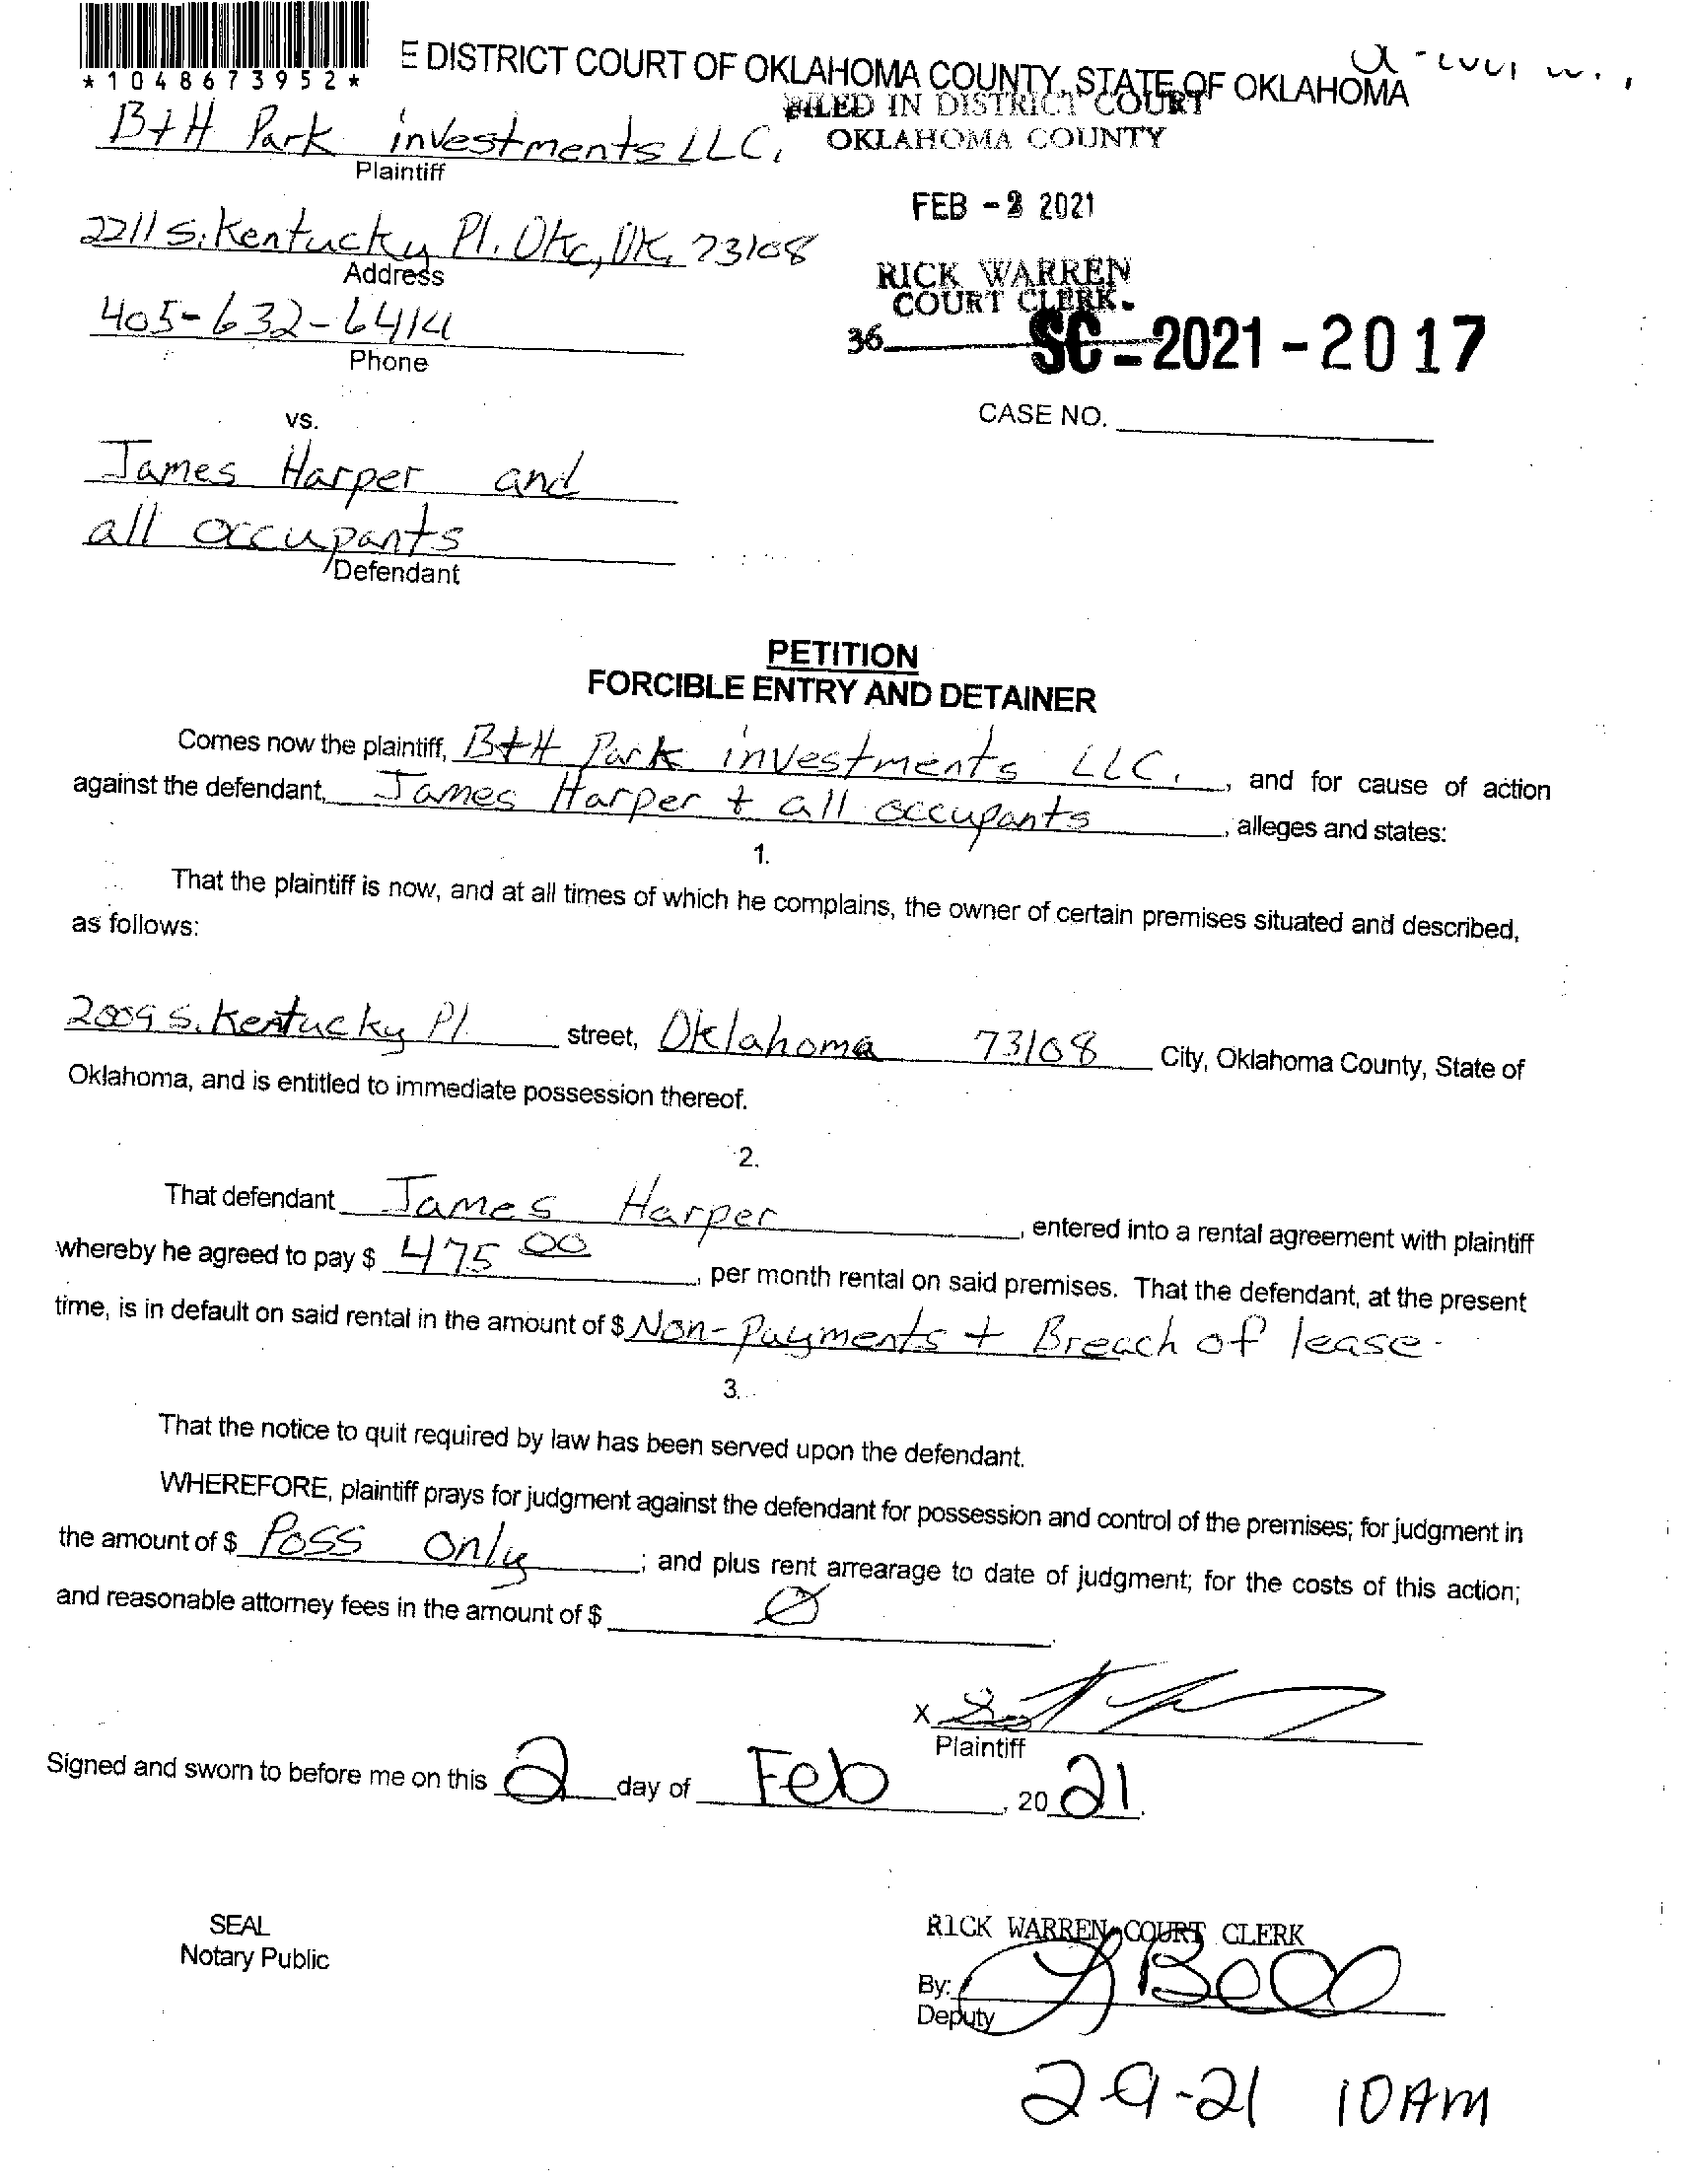 *1048673952*
E DISTRICT COURT OF OKLAHOMA COUNTY, STATE OF OKLAHOMA
FILED IN DISTRICT COURT
OKLAHOMA COUNTY
B+H Park investments LLC,
Plaintiff
FEB - 2 2021
2211 S. Kentucky Pl. Okc, OK, 73108
Address
RICK WARREN
COURT CLERK
405-632-6414
Phone
36
SC - 2021 - 2017
CASE NO.
vs.
James Harper and
all occupants
Defendant
PETITION
FORCIBLE ENTRY AND DETAINER
Comes now the plaintiff, B+H Park investments LLC. , and for cause of action
against the defendant, James Harper + all occupants , alleges and states:
1.
That the plaintiff is now, and at all times of which he complains, the owner of certain premises situated and described,
as follows:
2009 S. Kentucky Pl street, Oklahoma 73108 City, Oklahoma County, State of
Oklahoma, and is entitled to immediate possession thereof.
2.
That defendant James Harper , entered into a rental agreement with plaintiff
whereby he agreed to pay $ 475 00 , per month rental on said premises. That the defendant, at the present
time, is in default on said rental in the amount of $ Non-Payments + Breach of lease-
3.
That the notice to quit required by law has been served upon the defendant.
WHEREFORE, plaintiff prays for judgment against the defendant for possession and control of the premises; for judgment in
the amount of $ Poss only ; and plus rent arrearage to date of judgment; for the costs of this action;
and reasonable attorney fees in the amount of $ Ø
X
Plaintiff
Signed and sworn to before me on this 2 day of Feb , 20 21.
SEAL
Notary Public
RICK WARREN, COURT CLERK
By: Bell
Deputy
2-9-21 10AM